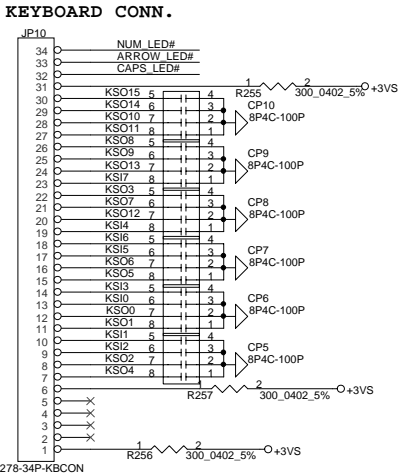 KEYBOARD CONN.
JP10
34 NUM_LED#
33 ARROW_LED#
32 CAPS_LED#
31 1 2 +3VS
R255 300_0402_5%
30 KSO15 5 4
29 KSO14 6 3 CP10
28 KSO10 7 2 8P4C-100P
27 KSO11 8 1
26 KSO8 5 4
25 KSO9 6 3 CP9
24 KSO13 7 2 8P4C-100P
23 KSI7 8 1
22 KSO3 5 4
21 KSO7 6 3 CP8
20 KSO12 7 2 8P4C-100P
19 KSI4 8 1
18 KSI6 5 4
17 KSI5 6 3 CP7
16 KSO6 7 2 8P4C-100P
15 KSO5 8 1
14 KSI3 5 4
13 KSI0 6 3 CP6
12 KSO0 7 2 8P4C-100P
11 KSO1 8 1
10 KSI1 5 4
9 KSI2 6 3 CP5
8 KSO2 7 2 8P4C-100P
7 KSO4 8 1
6 1 2 +3VS
R257 300_0402_5%
5
4
3
2
1 1 2 +3VS
R256 300_0402_5%
278-34P-KBCON